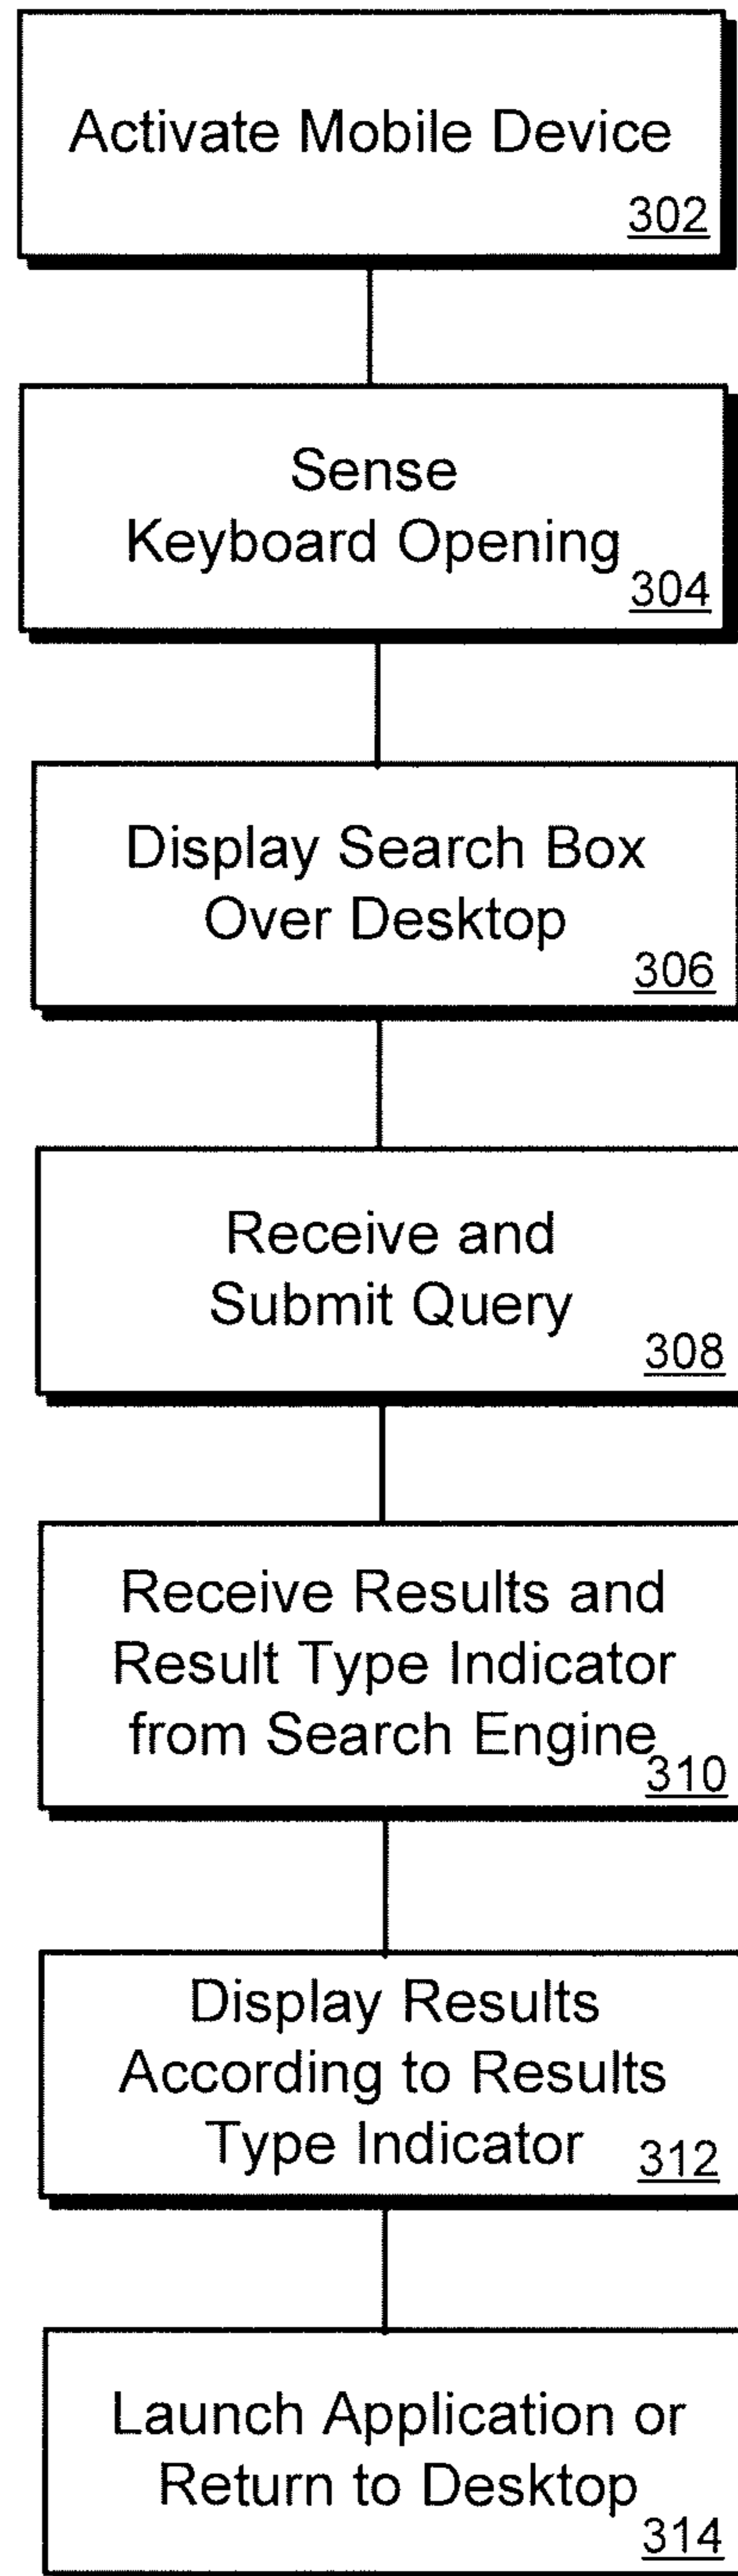 Activate Mobile Device
302
Sense
Keyboard Opening
304
Display Search Box
Over Desktop
306
Receive and
Submit Query
308
Receive Results and
Result Type Indicator
from Search Engine
310
Display Results
According to Results
Type Indicator
312
Launch Application or
Return to Desktop
314